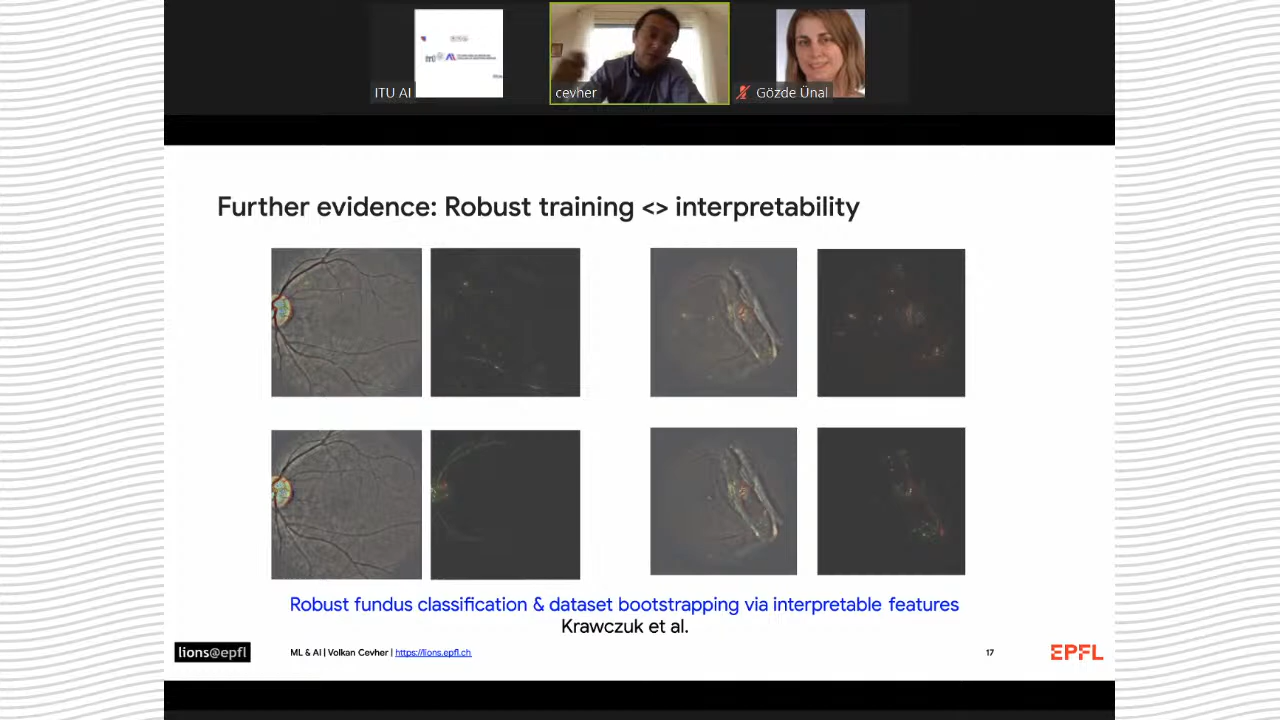 ITU AI
cevher
Gözde Ünal
Further evidence: Robust training <> interpretability
Robust fundus classification & dataset bootstrapping via interpretable features
Krawczuk et al.
lions@epfl
ML & AI | Volkan Cevher | https://lions.epfl.ch
17
EPFL